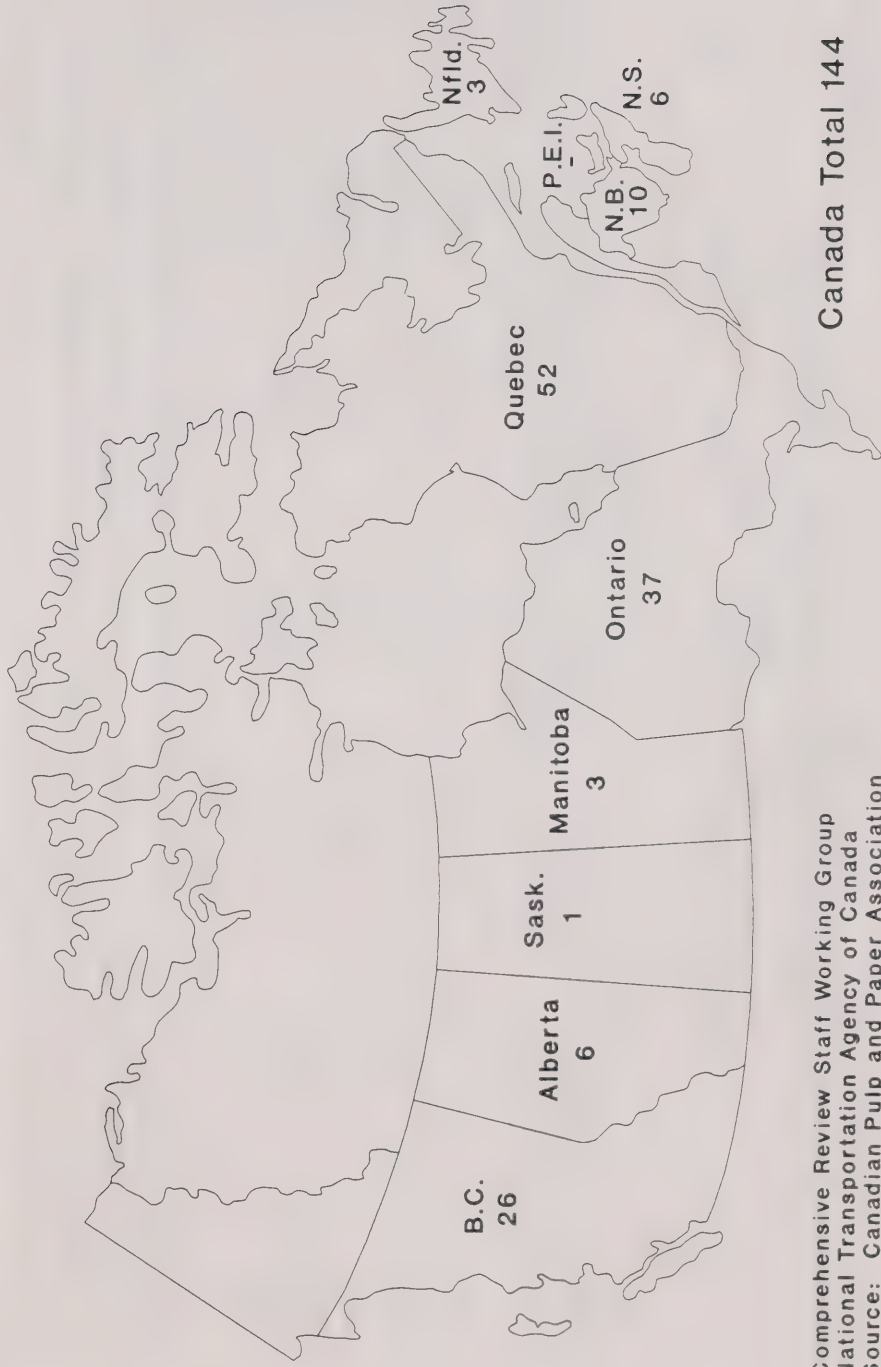 Nfld.
3
P.E.I.
-
N.S.
6
N.B.
10
Quebec
52
Ontario
37
Manitoba
3
Sask.
1
Alberta
6
B.C.
26
Canada Total 144
Comprehensive Review Staff Working Group
National Transportation Agency of Canada
Source: Canadian Pulp and Paper Association